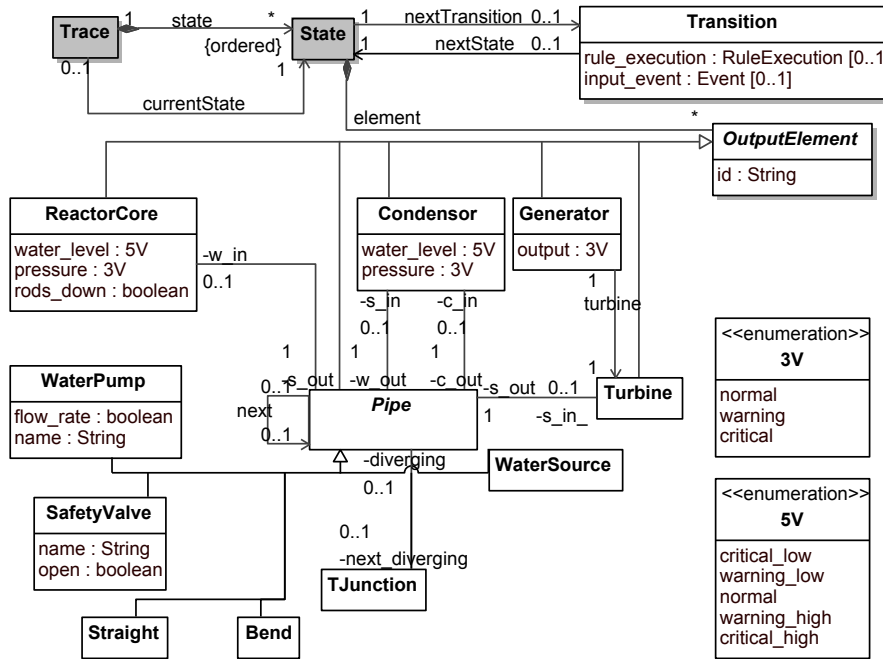 Trace
1
state
*
{ordered}
0..1
1
currentState
State
1
nextTransition
0..1
1
nextState
0..1
Transition
rule_execution : RuleExecution [0..1
input_event : Event [0..1]
element
*
OutputElement
id : String
ReactorCore
water_level : 5V
pressure : 3V
rods_down : boolean
-w_in
0..1
Condensor
water_level : 5V
pressure : 3V
Generator
output : 3V
1
turbine
1
-s_in
0..1
-c_in
0..1
1
1
1
-s_out
-w_out
-c_out
-s_out
0..1
1
-s_in_
Turbine
<<enumeration>>
3V
normal
warning
critical
WaterPump
flow_rate : boolean
name : String
0..1
next
0..1
Pipe
-diverging
0..1
WaterSource
SafetyValve
name : String
open : boolean
0..1
-next_diverging
TJunction
Straight
Bend
<<enumeration>>
5V
critical_low
warning_low
normal
warning_high
critical_high